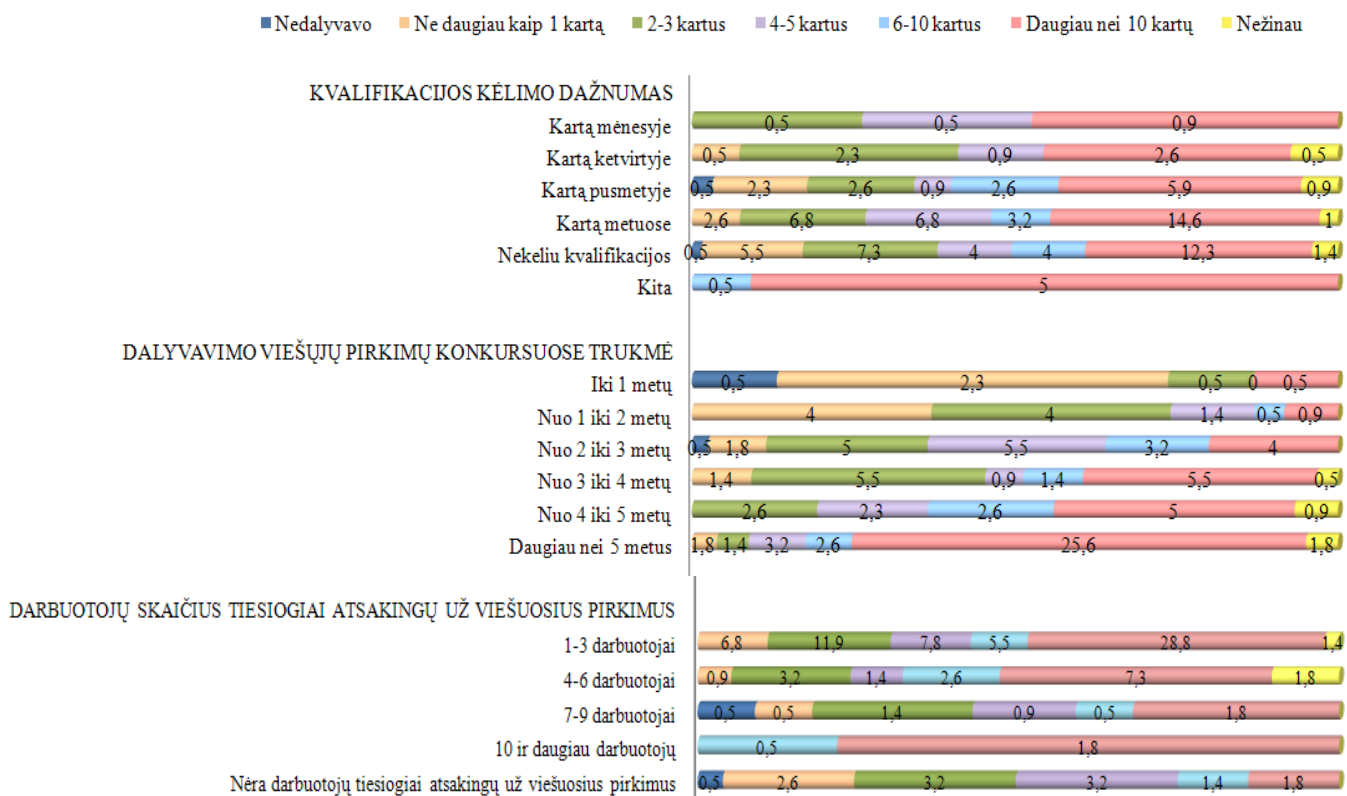 Nedalyvavo Ne daugiau kaip 1 kartą 2-3 kartus 4-5 kartus 6-10 kartus Daugiau nei 10 kartų Nežinau
KVALIFIKACIJOS KĖLIMO DAŽNUMAS
Kartą mėnesyje 0,5 0,5 0,9
Kartą ketvirtyje 0,5 2,3 0,9 2,6 0,5
Kartą pusmetyje 0,5 2,3 2,6 0,9 2,6 5,9 0,9
Kartą metuose 2,6 6,8 6,8 3,2 14,6 1
Nekeliu kvalifikacijos 0,5 5,5 7,3 4 4 12,3 1,4
Kita 0,5 5
DALYVAVIMO VIEŠŲJŲ PIRKIMŲ KONKURSUOSE TRUKMĖ
Iki 1 metų 0,5 2,3 0,5 0 0,5
Nuo 1 iki 2 metų 4 4 1,4 0,5 0,9
Nuo 2 iki 3 metų 0,5 1,8 5 5,5 3,2 4
Nuo 3 iki 4 metų 1,4 5,5 0,9 1,4 5,5 0,5
Nuo 4 iki 5 metų 2,6 2,3 2,6 5 0,9
Daugiau nei 5 metus 1,8 1,4 3,2 2,6 25,6 1,8
DARBUOTOJŲ SKAIČIUS TIESIOGIAI ATSAKINGŲ UŽ VIEŠUOSIUS PIRKIMUS
1-3 darbuotojai 6,8 11,9 7,8 5,5 28,8 1,4
4-6 darbuotojai 0,9 3,2 1,4 2,6 7,3 1,8
7-9 darbuotojai 0,5 0,5 1,4 0,9 0,5 1,8
10 ir daugiau darbuotojų 0,5 1,8
Nėra darbuotojų tiesiogiai atsakingų už viešuosius pirkimus 0,5 2,6 3,2 3,2 1,4 1,8